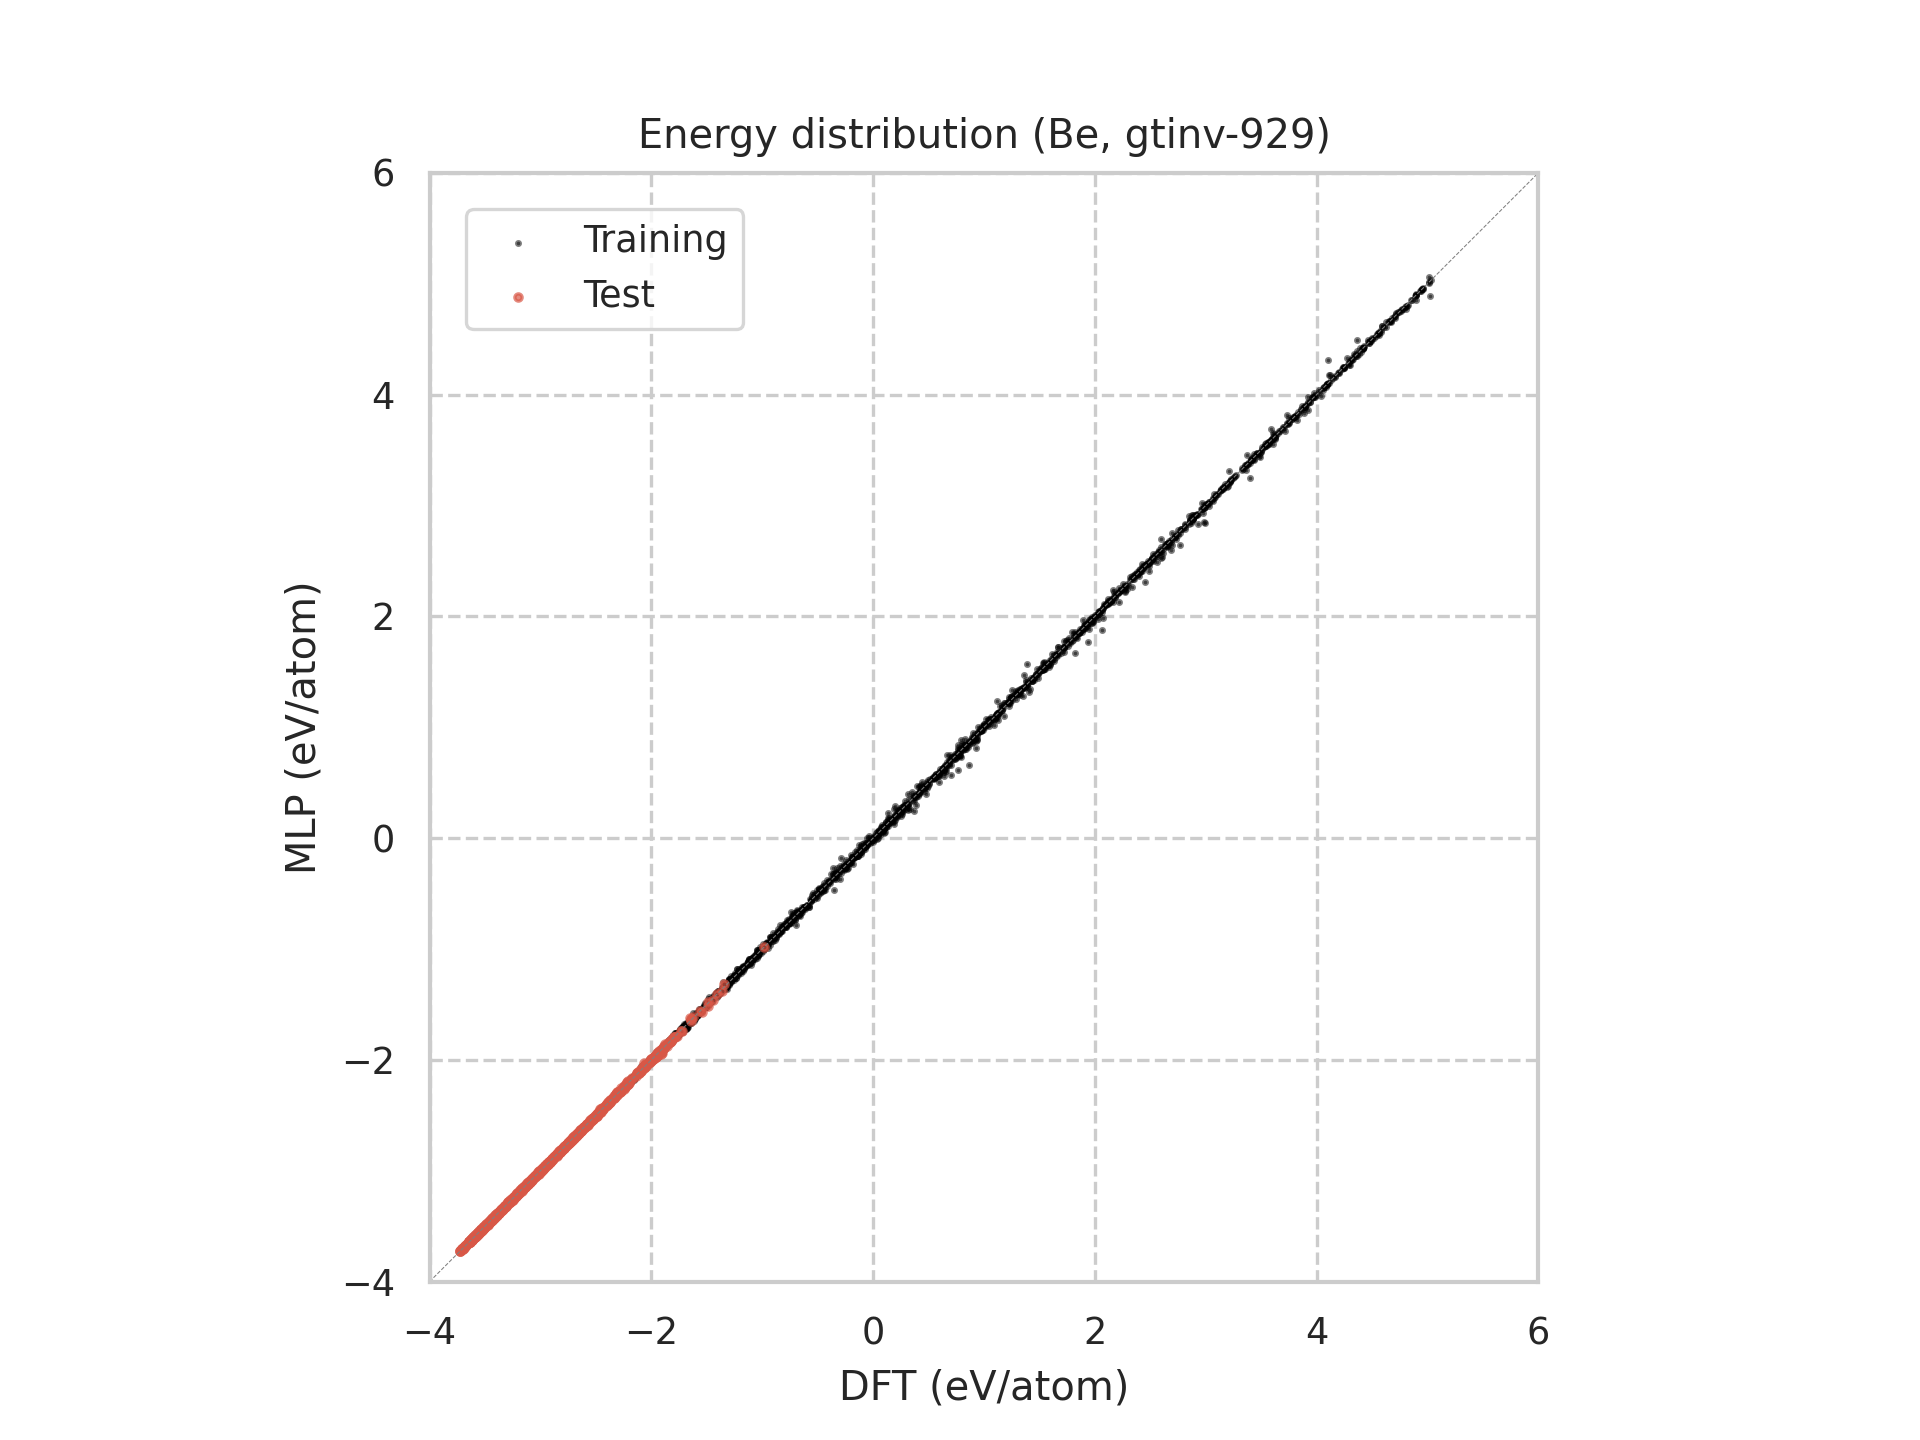 Energy distribution (Be, gtinv-929)
6
4
2
0
−2
−4
MLP (eV/atom)
Training
Test
−4
−2
0
2
4
6
DFT (eV/atom)